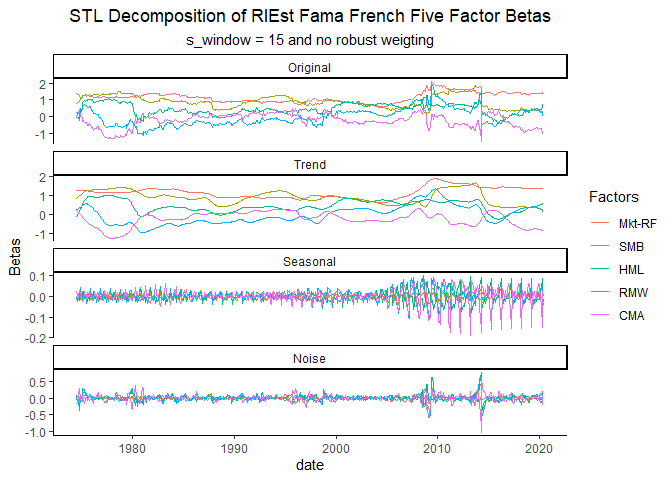 STL Decomposition of RlEst Fama French Five Factor Betas
s_window = 15 and no robust weigting
Original
2
1
0
-1
Trend
2
1
0
-1
Seasonal
0.1
0.0
-0.1
-0.2
Noise
0.5
0.0
-0.5
-1.0
Betas
1980
1990
2000
2010
2020
date
Factors
Mkt-RF
SMB
HML
RMW
CMA